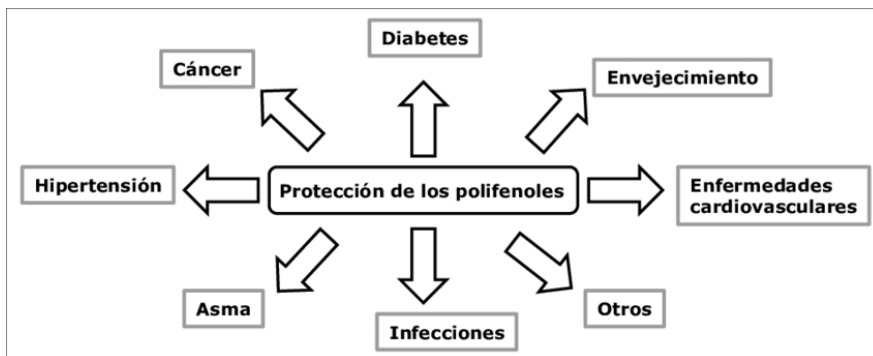 Diabetes
Cáncer
Envejecimiento
Hipertensión
Protección de los polifenoles
Enfermedades
cardiovasculares
Asma
Infecciones
Otros